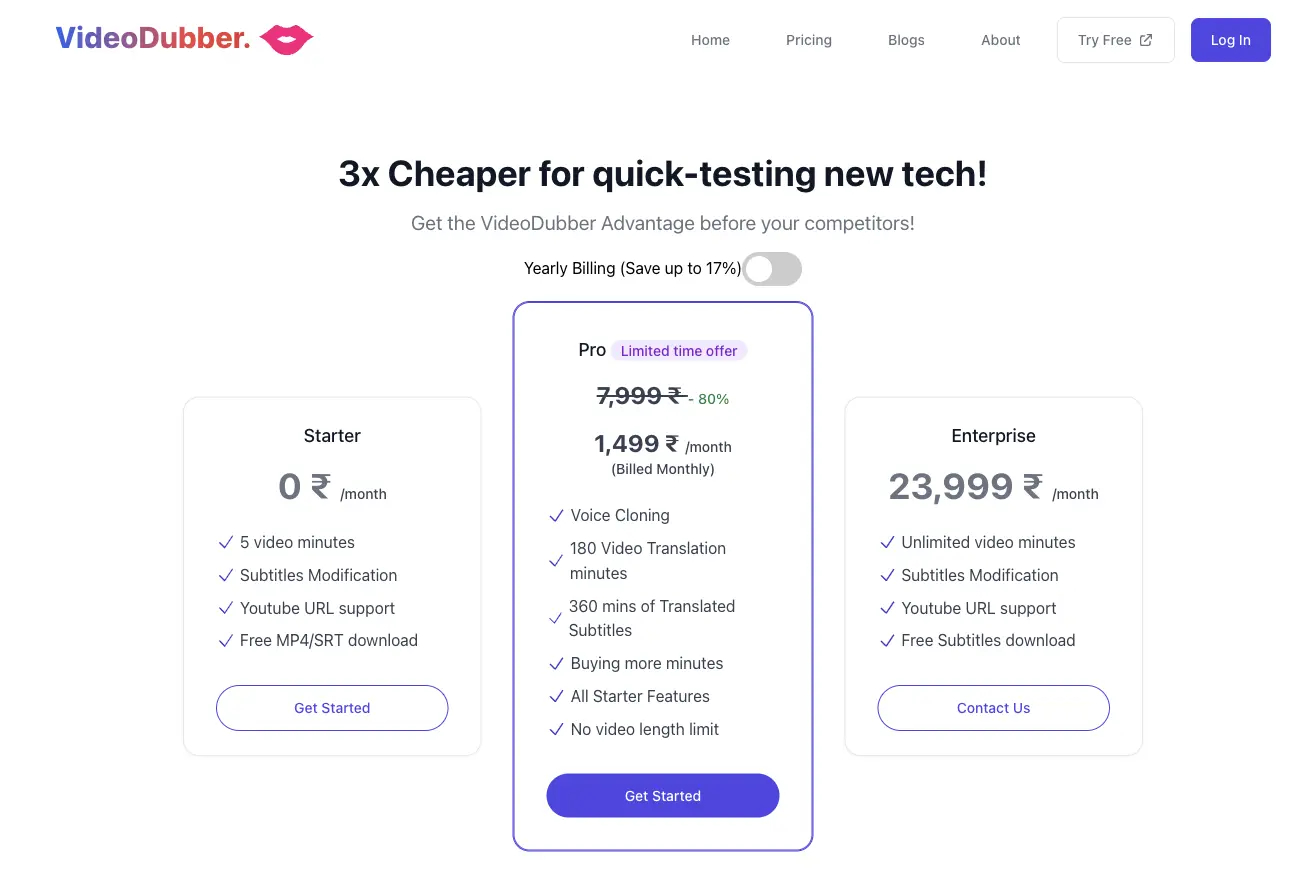 VideoDubber.
Home
Pricing
Blogs
About
Try Free
Log In
3x Cheaper for quick-testing new tech!
Get the VideoDubber Advantage before your competitors!
Yearly Billing (Save up to 17%)
Starter
0 ₹ /month
5 video minutes
Subtitles Modification
Youtube URL support
Free MP4/SRT download
Get Started
Pro Limited time offer
7,999 ₹ - 80%
1,499 ₹ /month
(Billed Monthly)
Voice Cloning
180 Video Translation
minutes
360 mins of Translated
Subtitles
Buying more minutes
All Starter Features
No video length limit
Get Started
Enterprise
23,999 ₹ /month
Unlimited video minutes
Subtitles Modification
Youtube URL support
Free Subtitles download
Contact Us